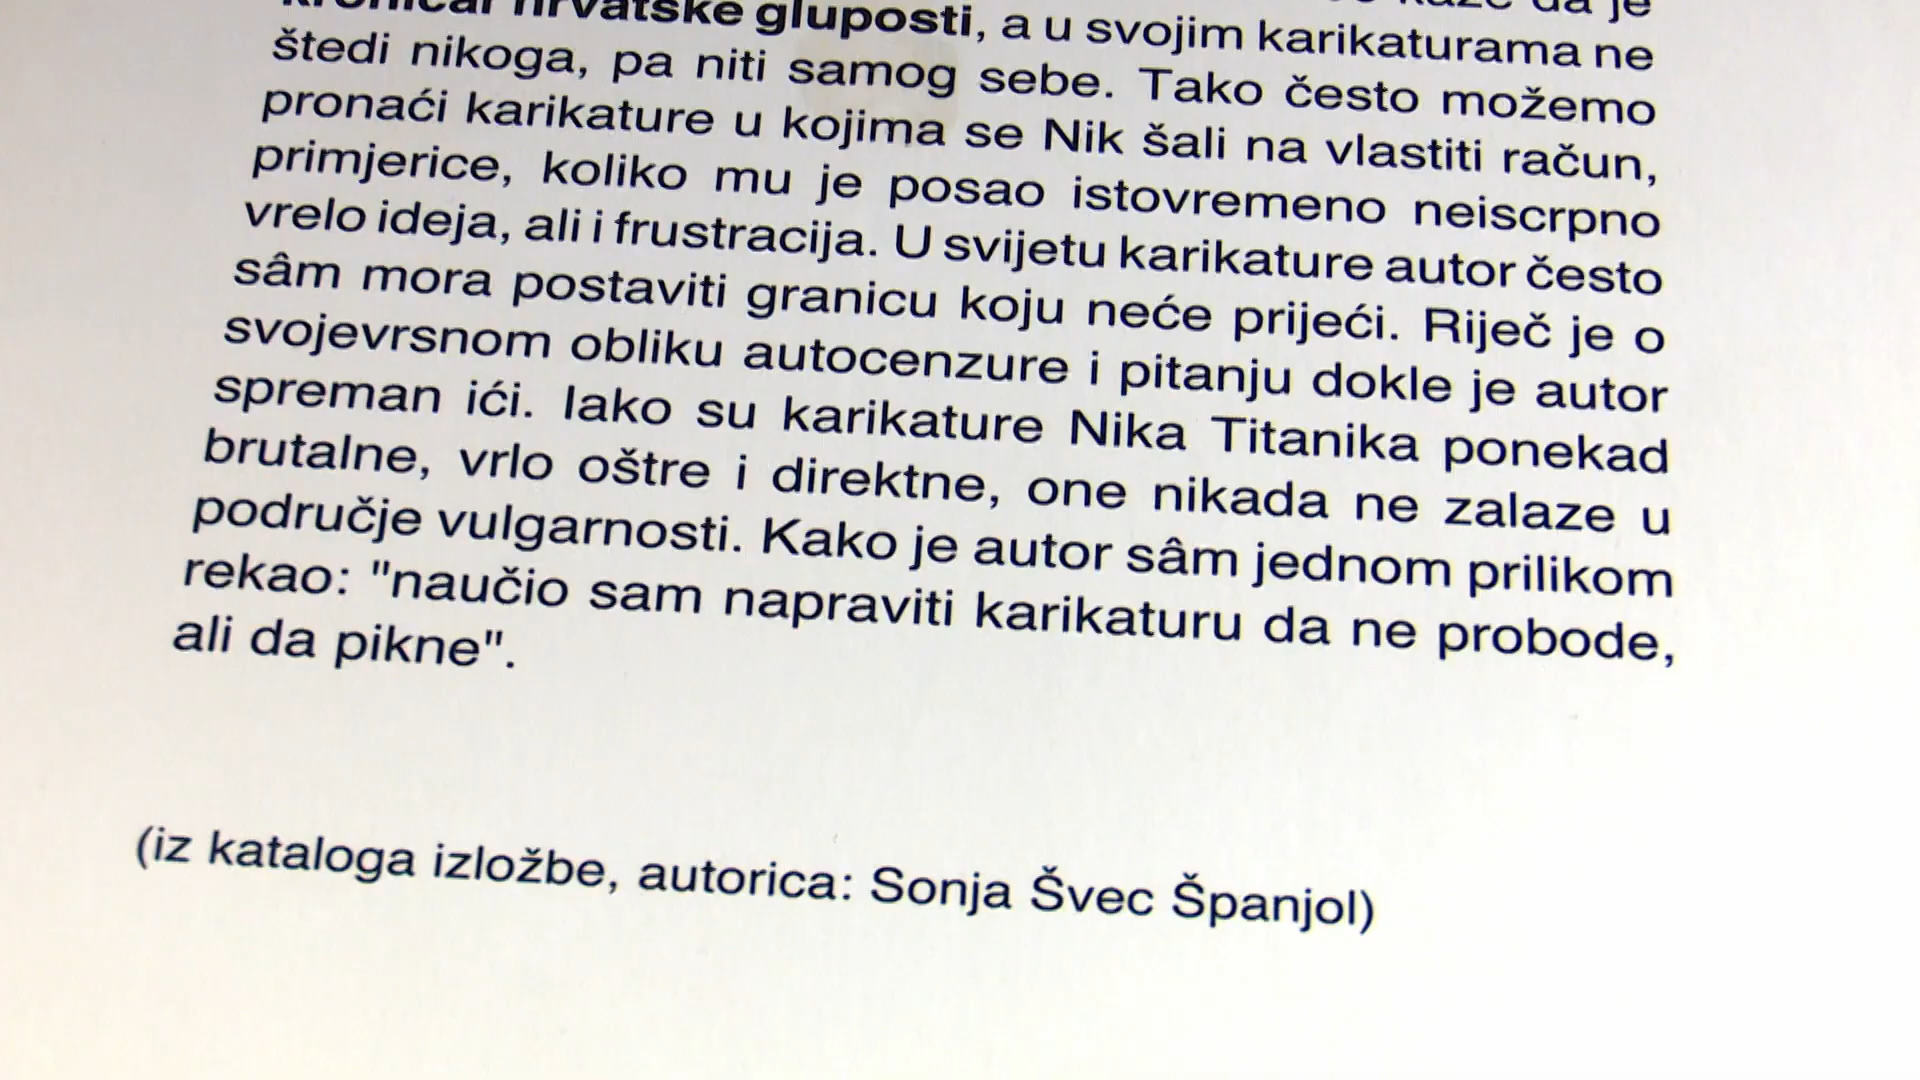 kroničar hrvatske gluposti, a u svojim karikaturama ne
štedi nikoga, pa niti samog sebe. Tako često možemo
pronaći karikature u kojima se Nik šali na vlastiti račun,
primjerice, koliko mu je posao istovremeno neiscrpno
vrelo ideja, ali i frustracija. U svijetu karikature autor često
sâm mora postaviti granicu koju neće prijeći. Riječ je o
svojevrsnom obliku autocenzure i pitanju dokle je autor
spreman ići. Iako su karikature Nika Titanika ponekad
brutalne, vrlo oštre i direktne, one nikada ne zalaze u
područje vulgarnosti. Kako je autor sâm jednom prilikom
rekao: "naučio sam napraviti karikaturu da ne probode,
ali da pikne".
(iz kataloga izložbe, autorica: Sonja Švec Španjol)